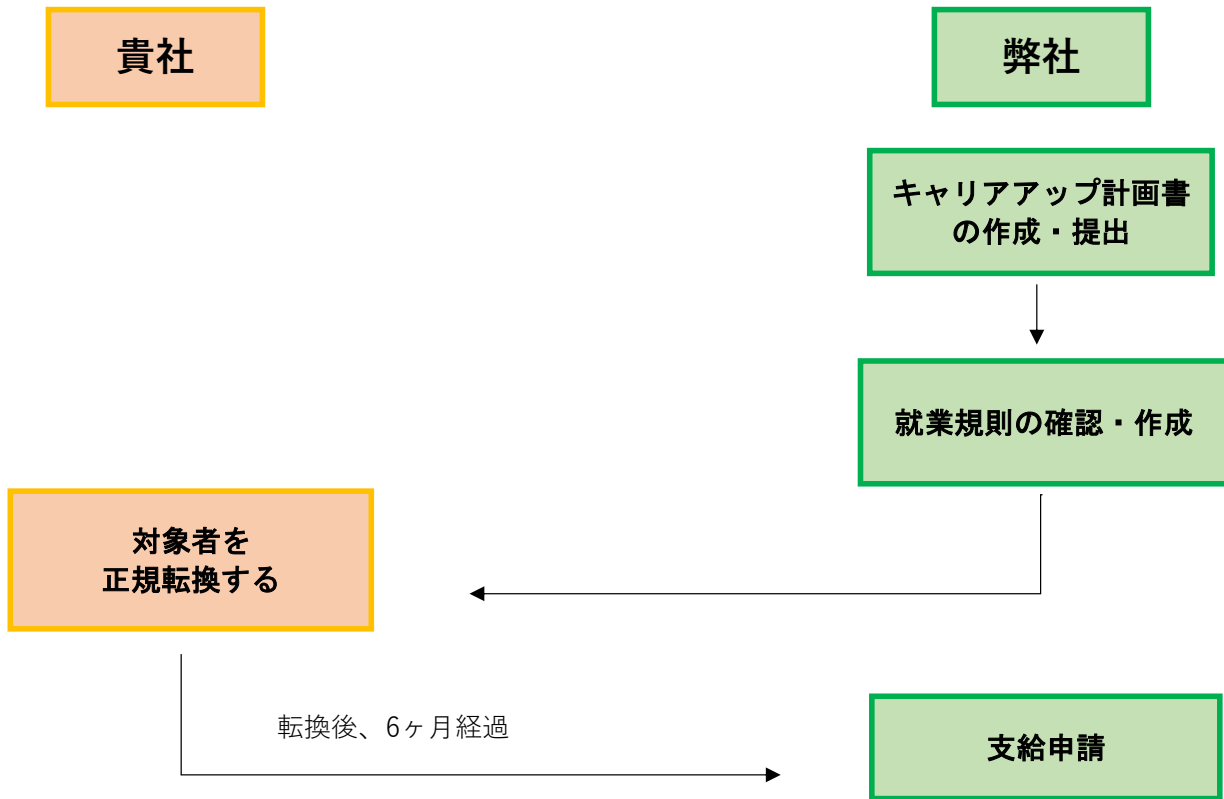 貴社
弊社
キャリアアップ計画書
の作成・提出
就業規則の確認・作成
対象者を
正規転換する
転換後、6ヶ月経過
支給申請